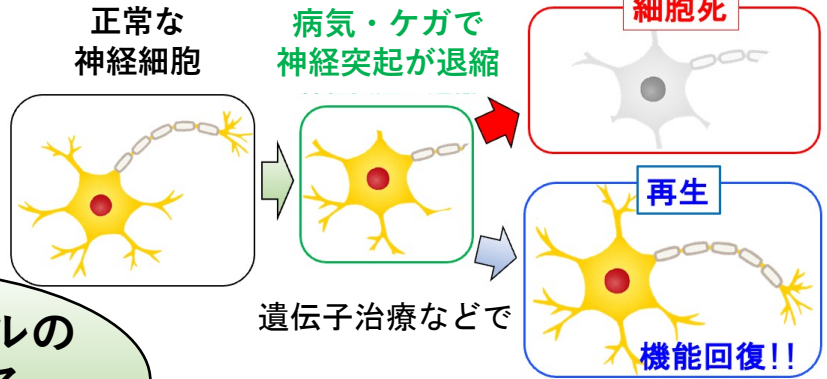 正常な
神経細胞
病気・ケガで
神経突起が退縮
細胞死
再生
遺伝子治療などで
機能回復!!
ルの